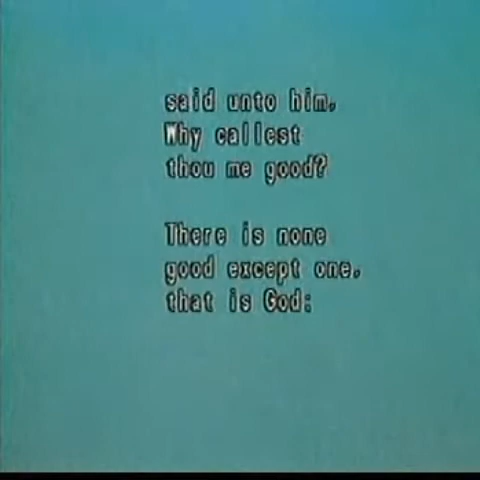 said unto him,
Why callest
thou me good?
There is none
good except one,
that is God: